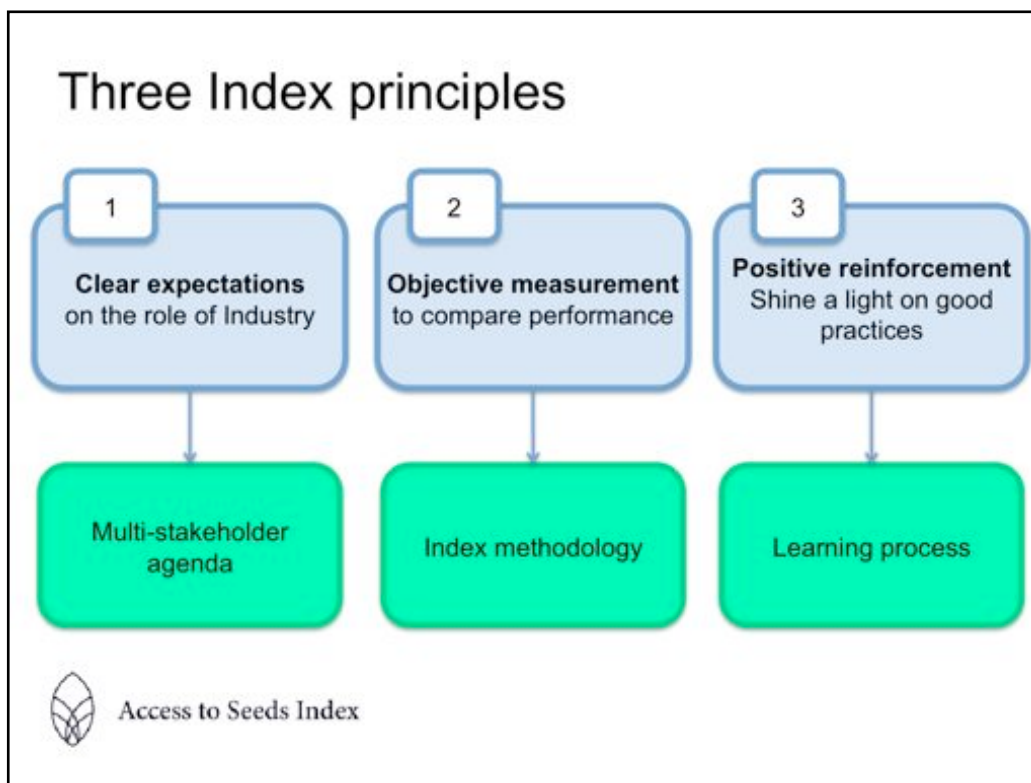 Three Index principles
1
Clear expectations
on the role of Industry
2
Objective measurement
to compare performance
3
Positive reinforcement
Shine a light on good
practices
Multi-stakeholder
agenda
Index methodology
Learning process
Access to Seeds Index